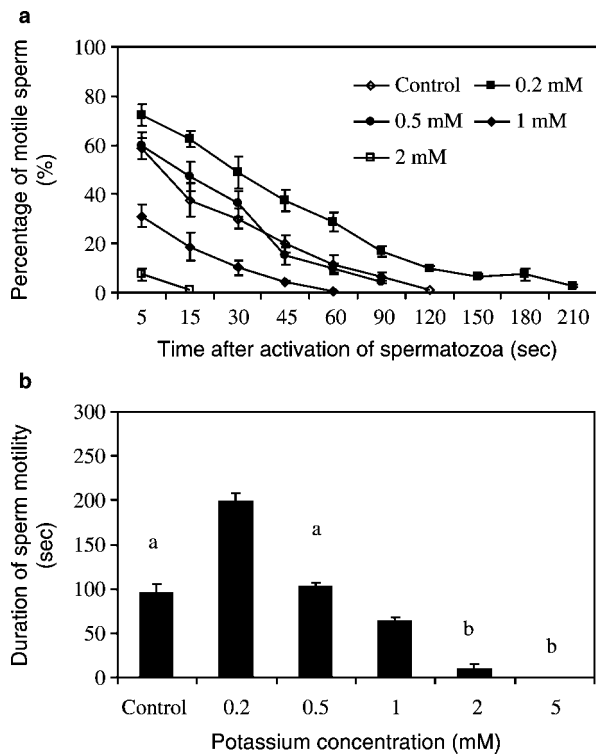 a
Percentage of motile sperm
(%)
100
80
60
40
20
0
Control
0.2 mM
0.5 mM
1 mM
2 mM
5 15 30 45 60 90 120 150 180 210
Time after activation of spermatozoa (sec)
b
Duration of sperm motility
(sec)
300
250
200
150
100
50
0
a
a
b
b
Control 0.2 0.5 1 2 5
Potassium concentration (mM)